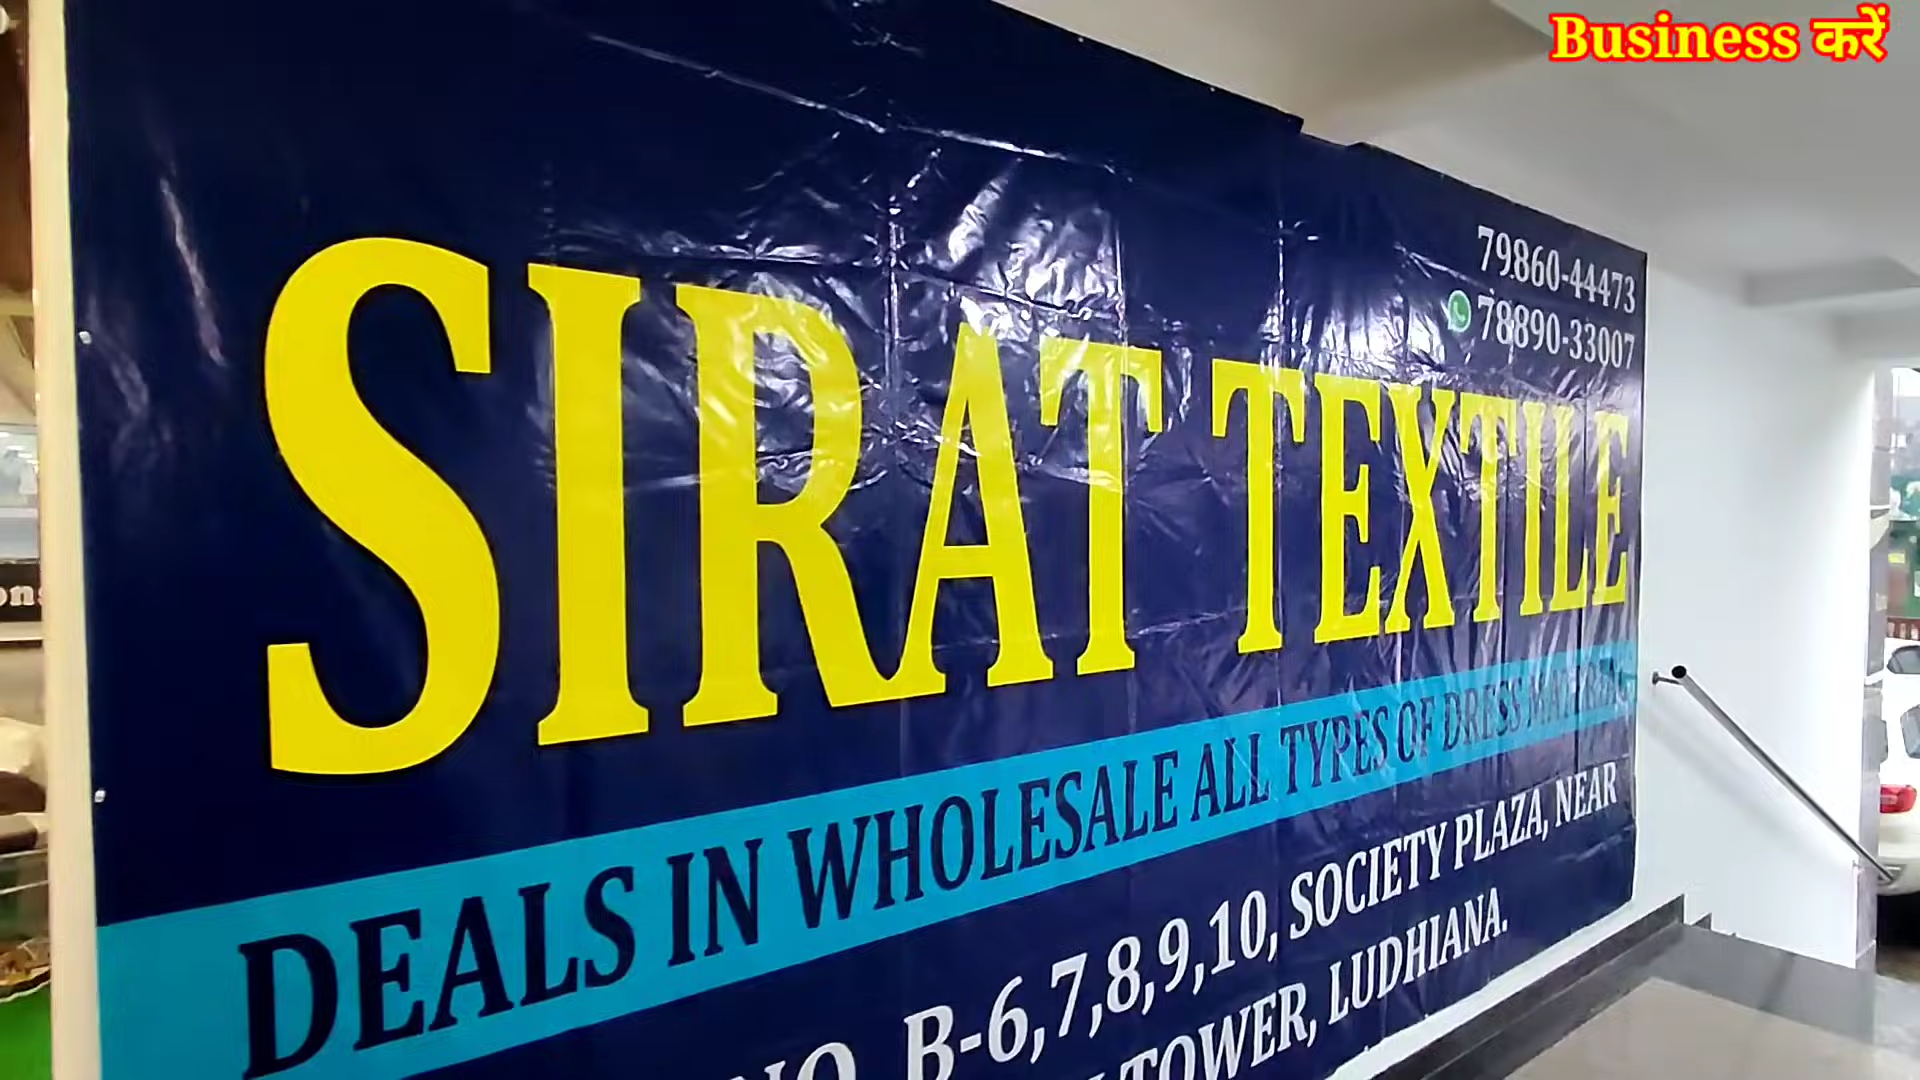 Business करें
79860-44473
78890-33007
SIRAT TEXTILE
DEALS IN WHOLESALE ALL TYPES OF DRESS MATERIAL
NO. B-6,7,8,9,10, SOCIETY PLAZA, NEAR
TOWER, LUDHIANA.